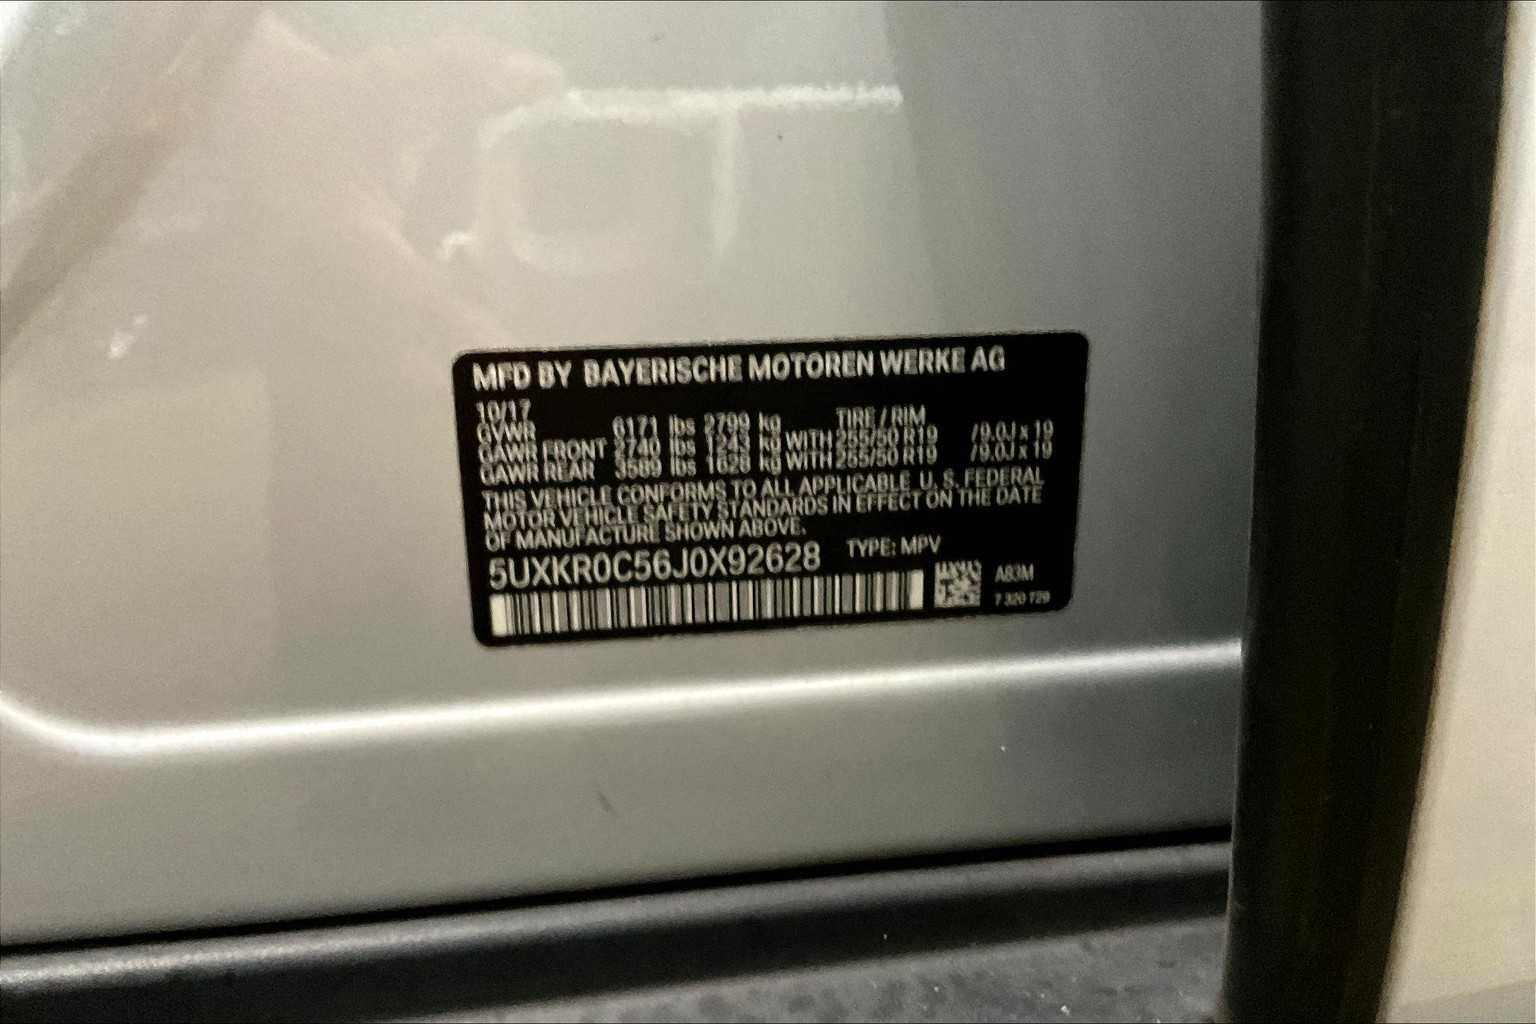 MFD BY BAYERISCHE MOTOREN WERKE AG
10/17 TIRE / RIM
GVWR 6171 lbs 2799 kg
GAWR FRONT 2740 lbs 1243 kg WITH 255/50 R19 /9.0J x 19
GAWR REAR 3589 lbs 1628 kg WITH 255/50 R19 /9.0J x 19
THIS VEHICLE CONFORMS TO ALL APPLICABLE U. S. FEDERAL
MOTOR VEHICLE SAFETY STANDARDS IN EFFECT ON THE DATE
OF MANUFACTURE SHOWN ABOVE.
5UXKR0C56J0X92628 TYPE: MPV
A83M
7 320 729